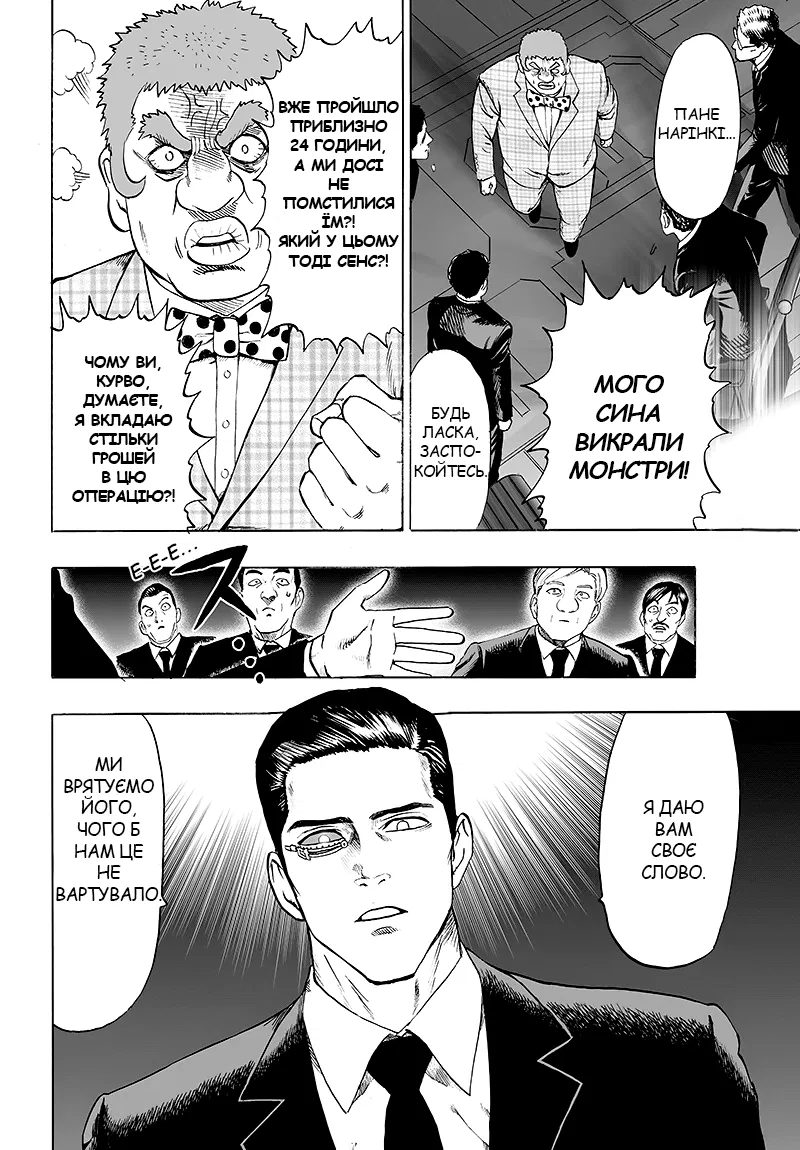 ПАНЕ
НАРІНКІ...
МОГО
СИНА
ВИКРАЛИ
МОНСТРИ!
БУДЬ
ЛАСКА,
ЗАСПО-
КОЙТЕСЬ.
ВЖЕ ПРОЙШЛО
ПРИБЛИЗНО
24 ГОДИНИ,
А МИ ДОСІ
НЕ
ПОМСТИЛИСЯ
ЇМ?!
ЯКИЙ У ЦЬОМУ
ТОДІ СЕНС?!
ЧОМУ ВИ,
КУРВО,
ДУМАЄТЕ,
Я ВКЛАДАЮ
СТІЛЬКИ
ГРОШЕЙ
В ЦЮ
ОПЕРАЦІЮ?!
Е-Е-Е...
ス
Я ДАЮ
ВАМ
СВОЄ
СЛОВО.
МИ
ВРЯТУЄМО
ЙОГО,
ЧОГО Б
НАМ ЦЕ
НЕ
ВАРТУВАЛО.